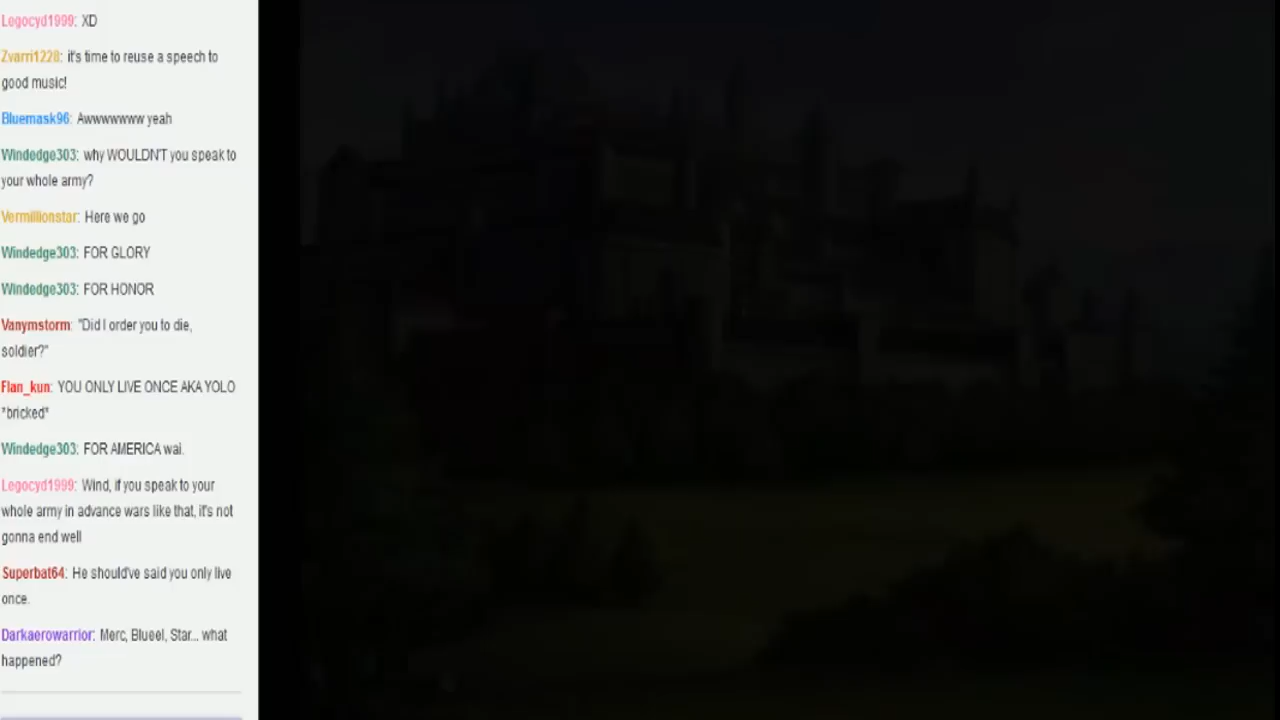 Legocyd1999: XD
Zvarri1228: it's time to reuse a speech to
good music!
Bluemask96: Awwwwwww yeah
Windedge303: why WOULDN'T you speak to
your whole army?
Vermillionstar: Here we go
Windedge303: FOR GLORY
Windedge303: FOR HONOR
Vanymstorm: "Did I order you to die,
soldier?"
Flan_kun: YOU ONLY LIVE ONCE AKA YOLO
*bricked*
Windedge303: FOR AMERICA wai.
Legocyd1999: Wind, if you speak to your
whole army in advance wars like that, it's not
gonna end well
Superbat64: He should've said you only live
once.
Darkaerowarrior: Merc, Blueel, Star... what
happened?